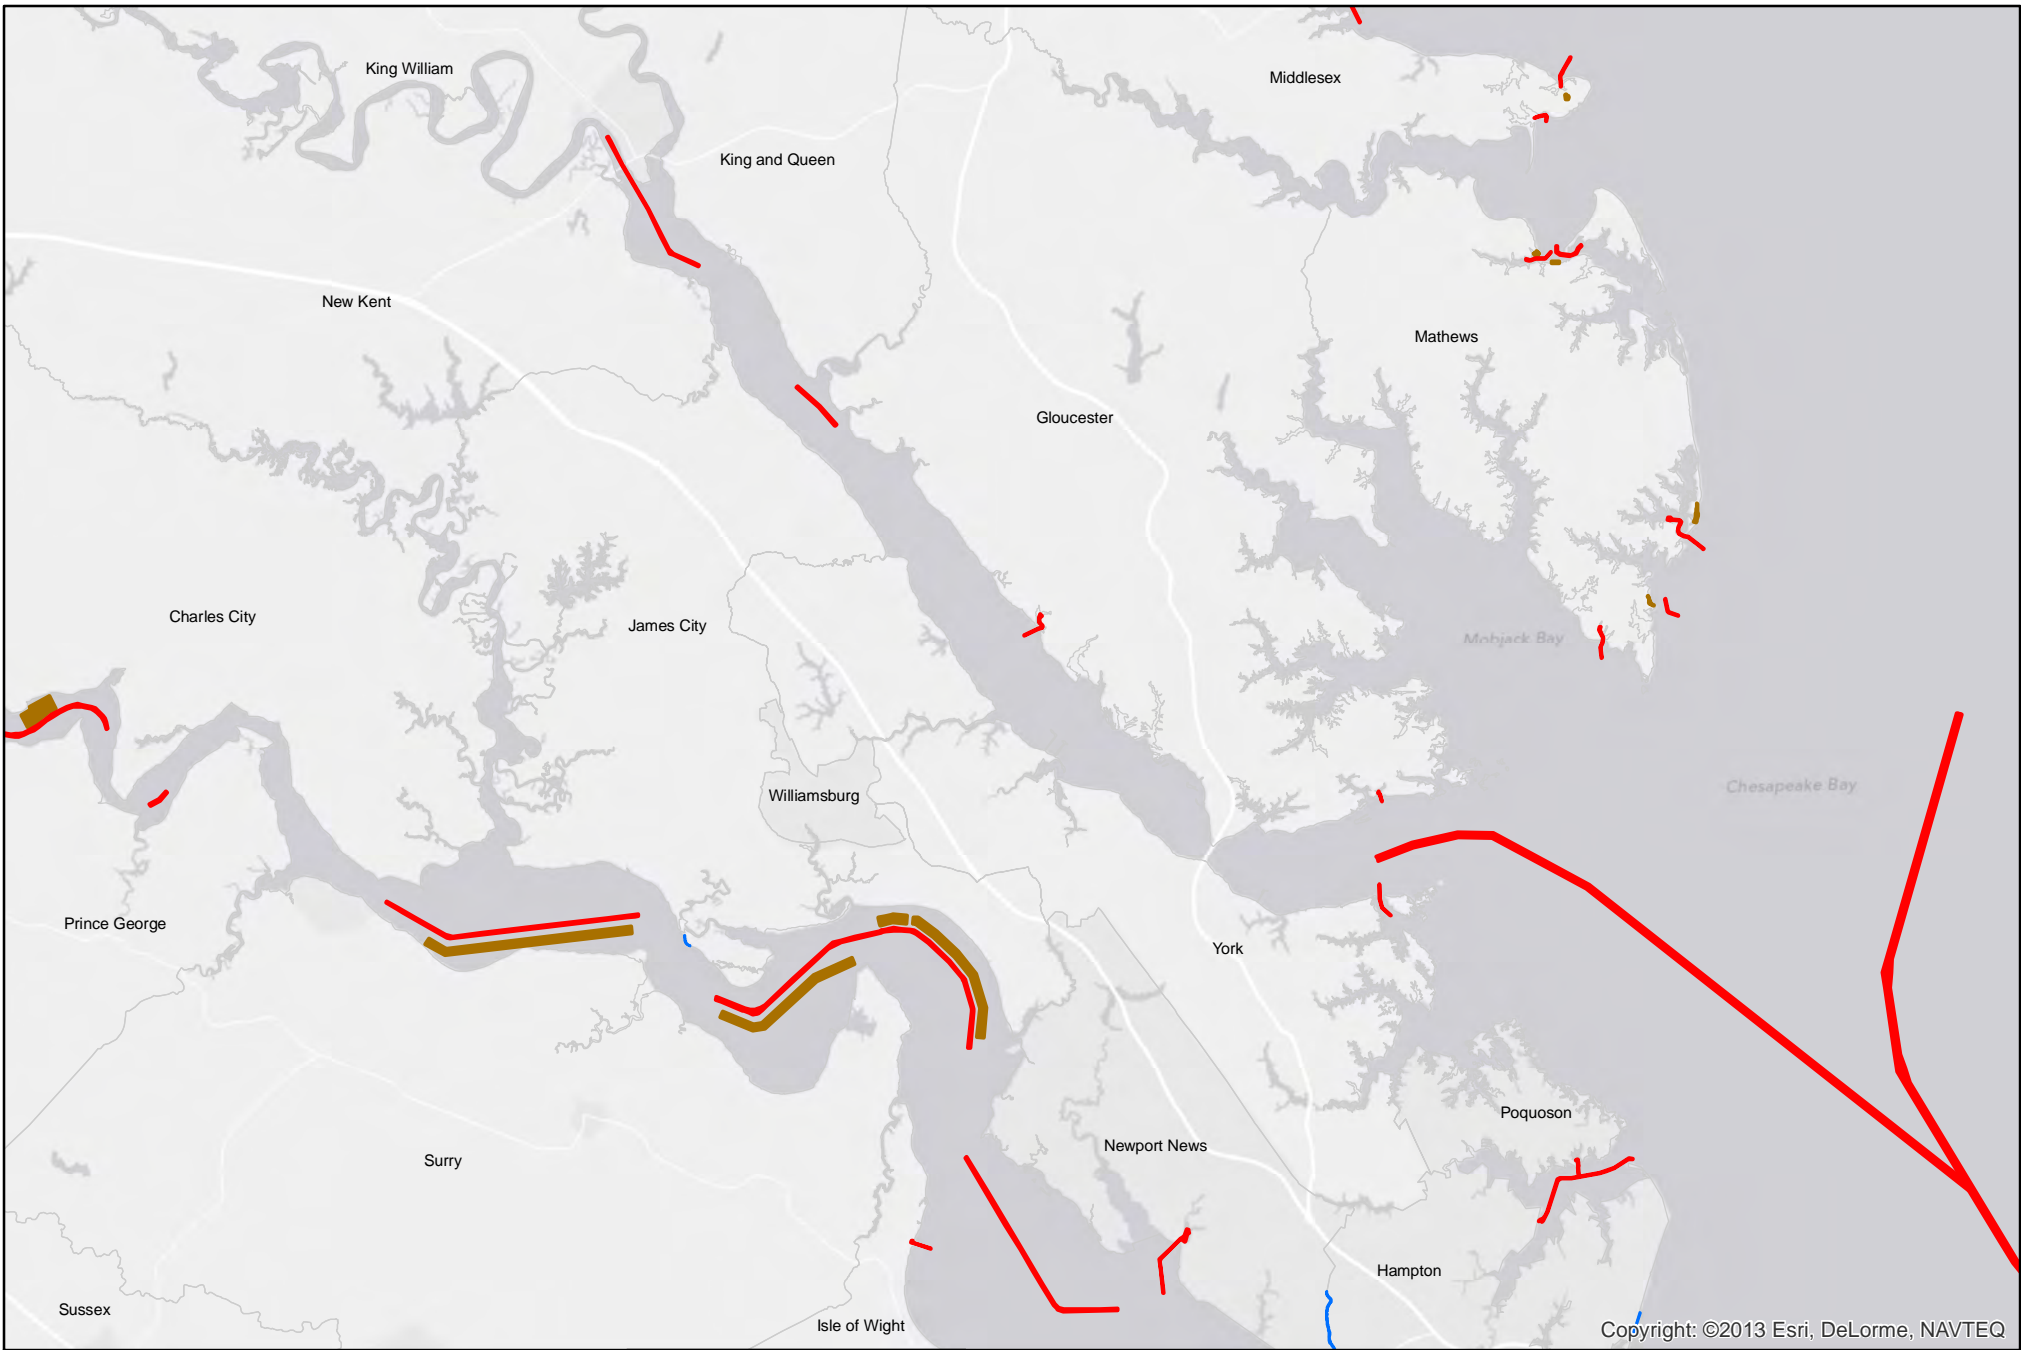 King William
Middlesex
King and Queen
New Kent
Mathews
Gloucester
Charles City
James City
Mobjack Bay
Chesapeake Bay
Williamsburg
Prince George
York
Poquoson
Newport News
Surry
Hampton
Sussex
Isle of Wight
Copyright: ©2013 Esri, DeLorme, NAVTEQ